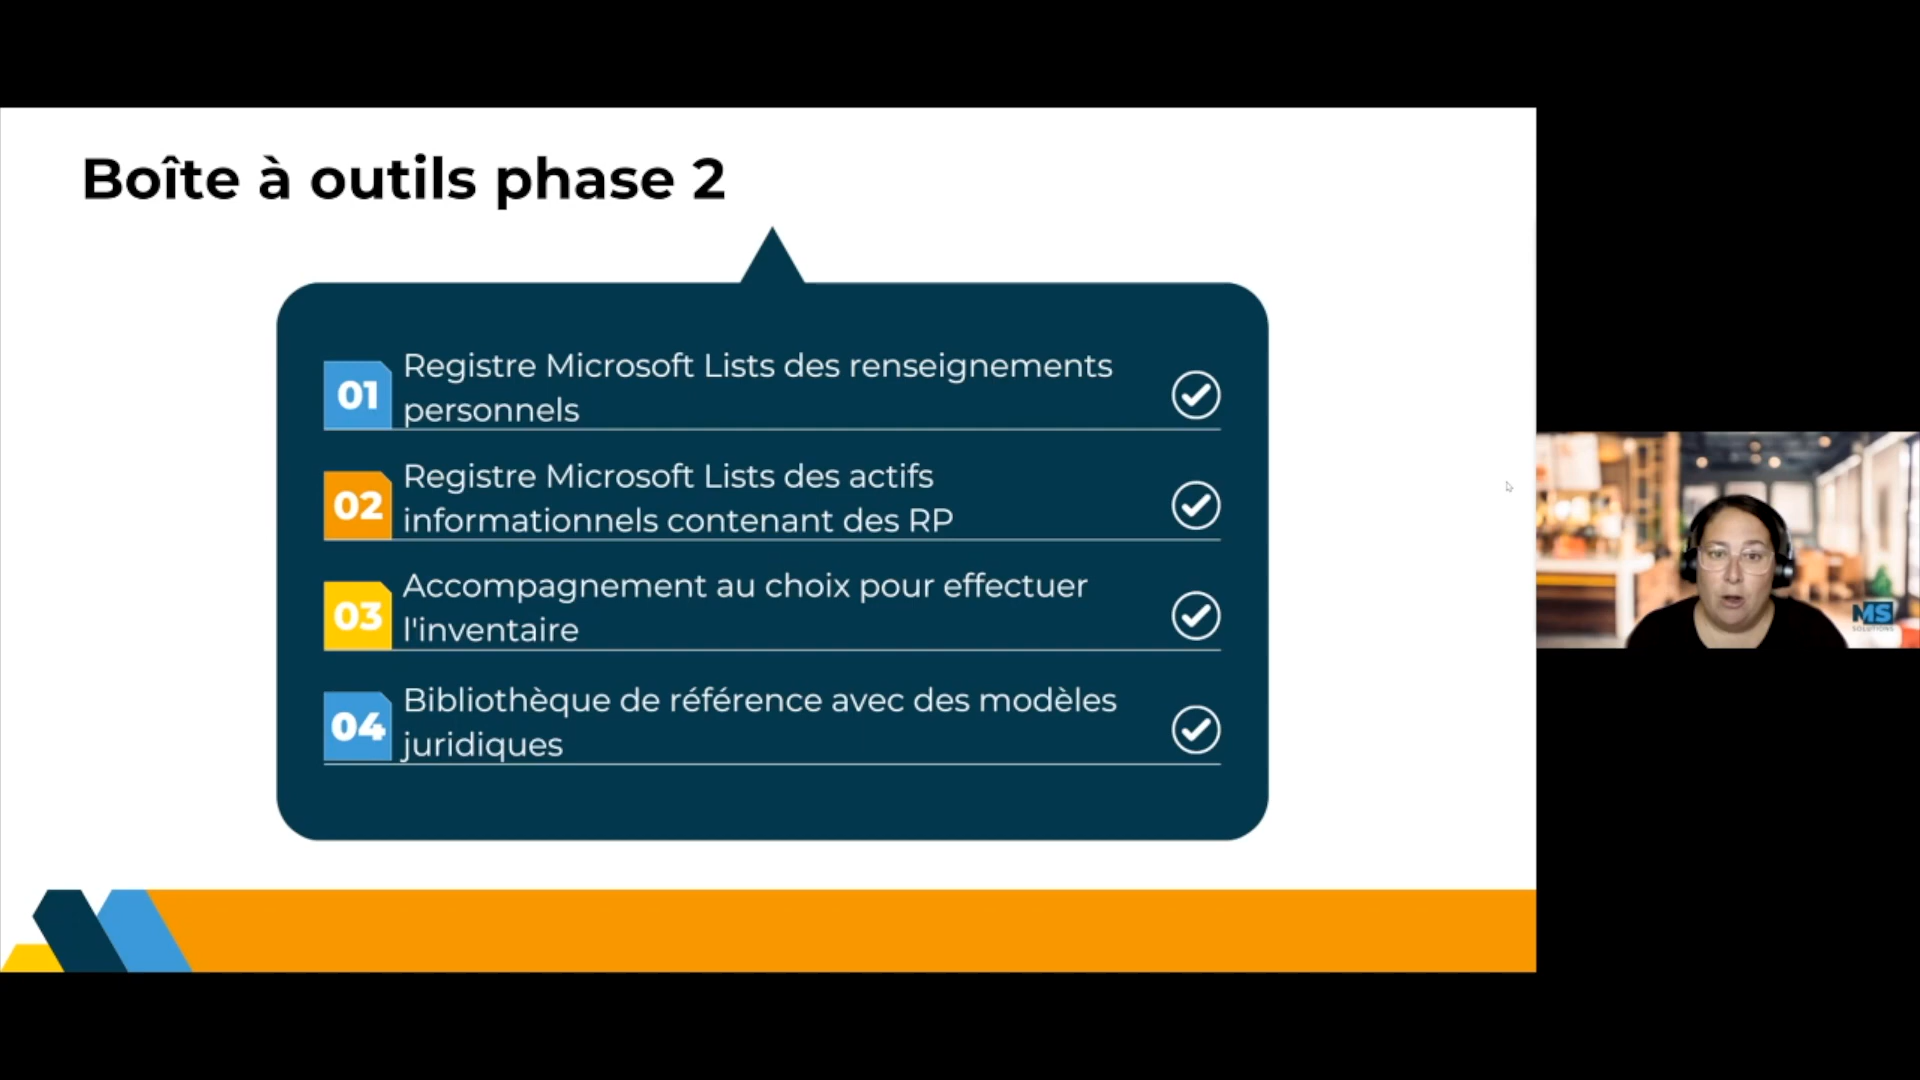 Boîte à outils phase 2
01
Registre Microsoft Lists des renseignements
personnels
02
Registre Microsoft Lists des actifs
informationnels contenant des RP
03
Accompagnement au choix pour effectuer
l'inventaire
04
Bibliothèque de référence avec des modèles
juridiques
MS
SOLUTIONS